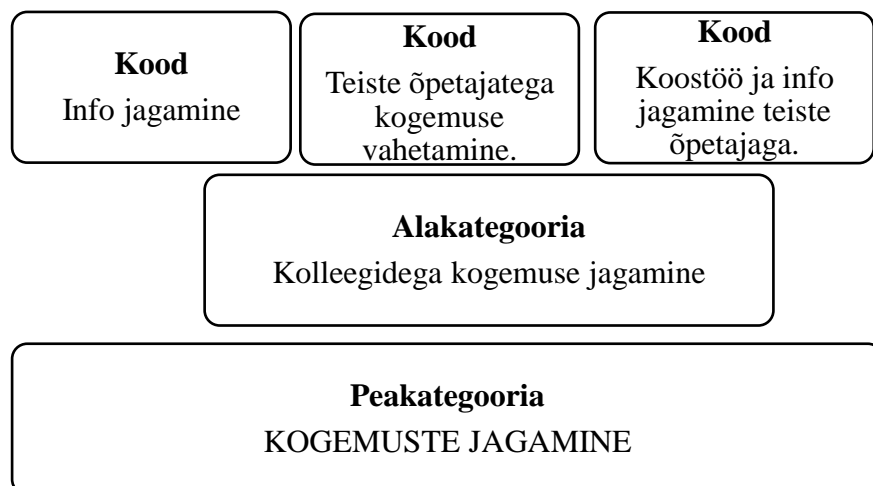 Kood
Info jagamine
Kood
Teiste õpetajatega
kogemuse
vahetamine.
Kood
Koostöö ja info
jagamine teiste
õpetajaga.
Alakategooria
Kolleegidega kogemuse jagamine
Peakategooria
KOGEMUSTE JAGAMINE